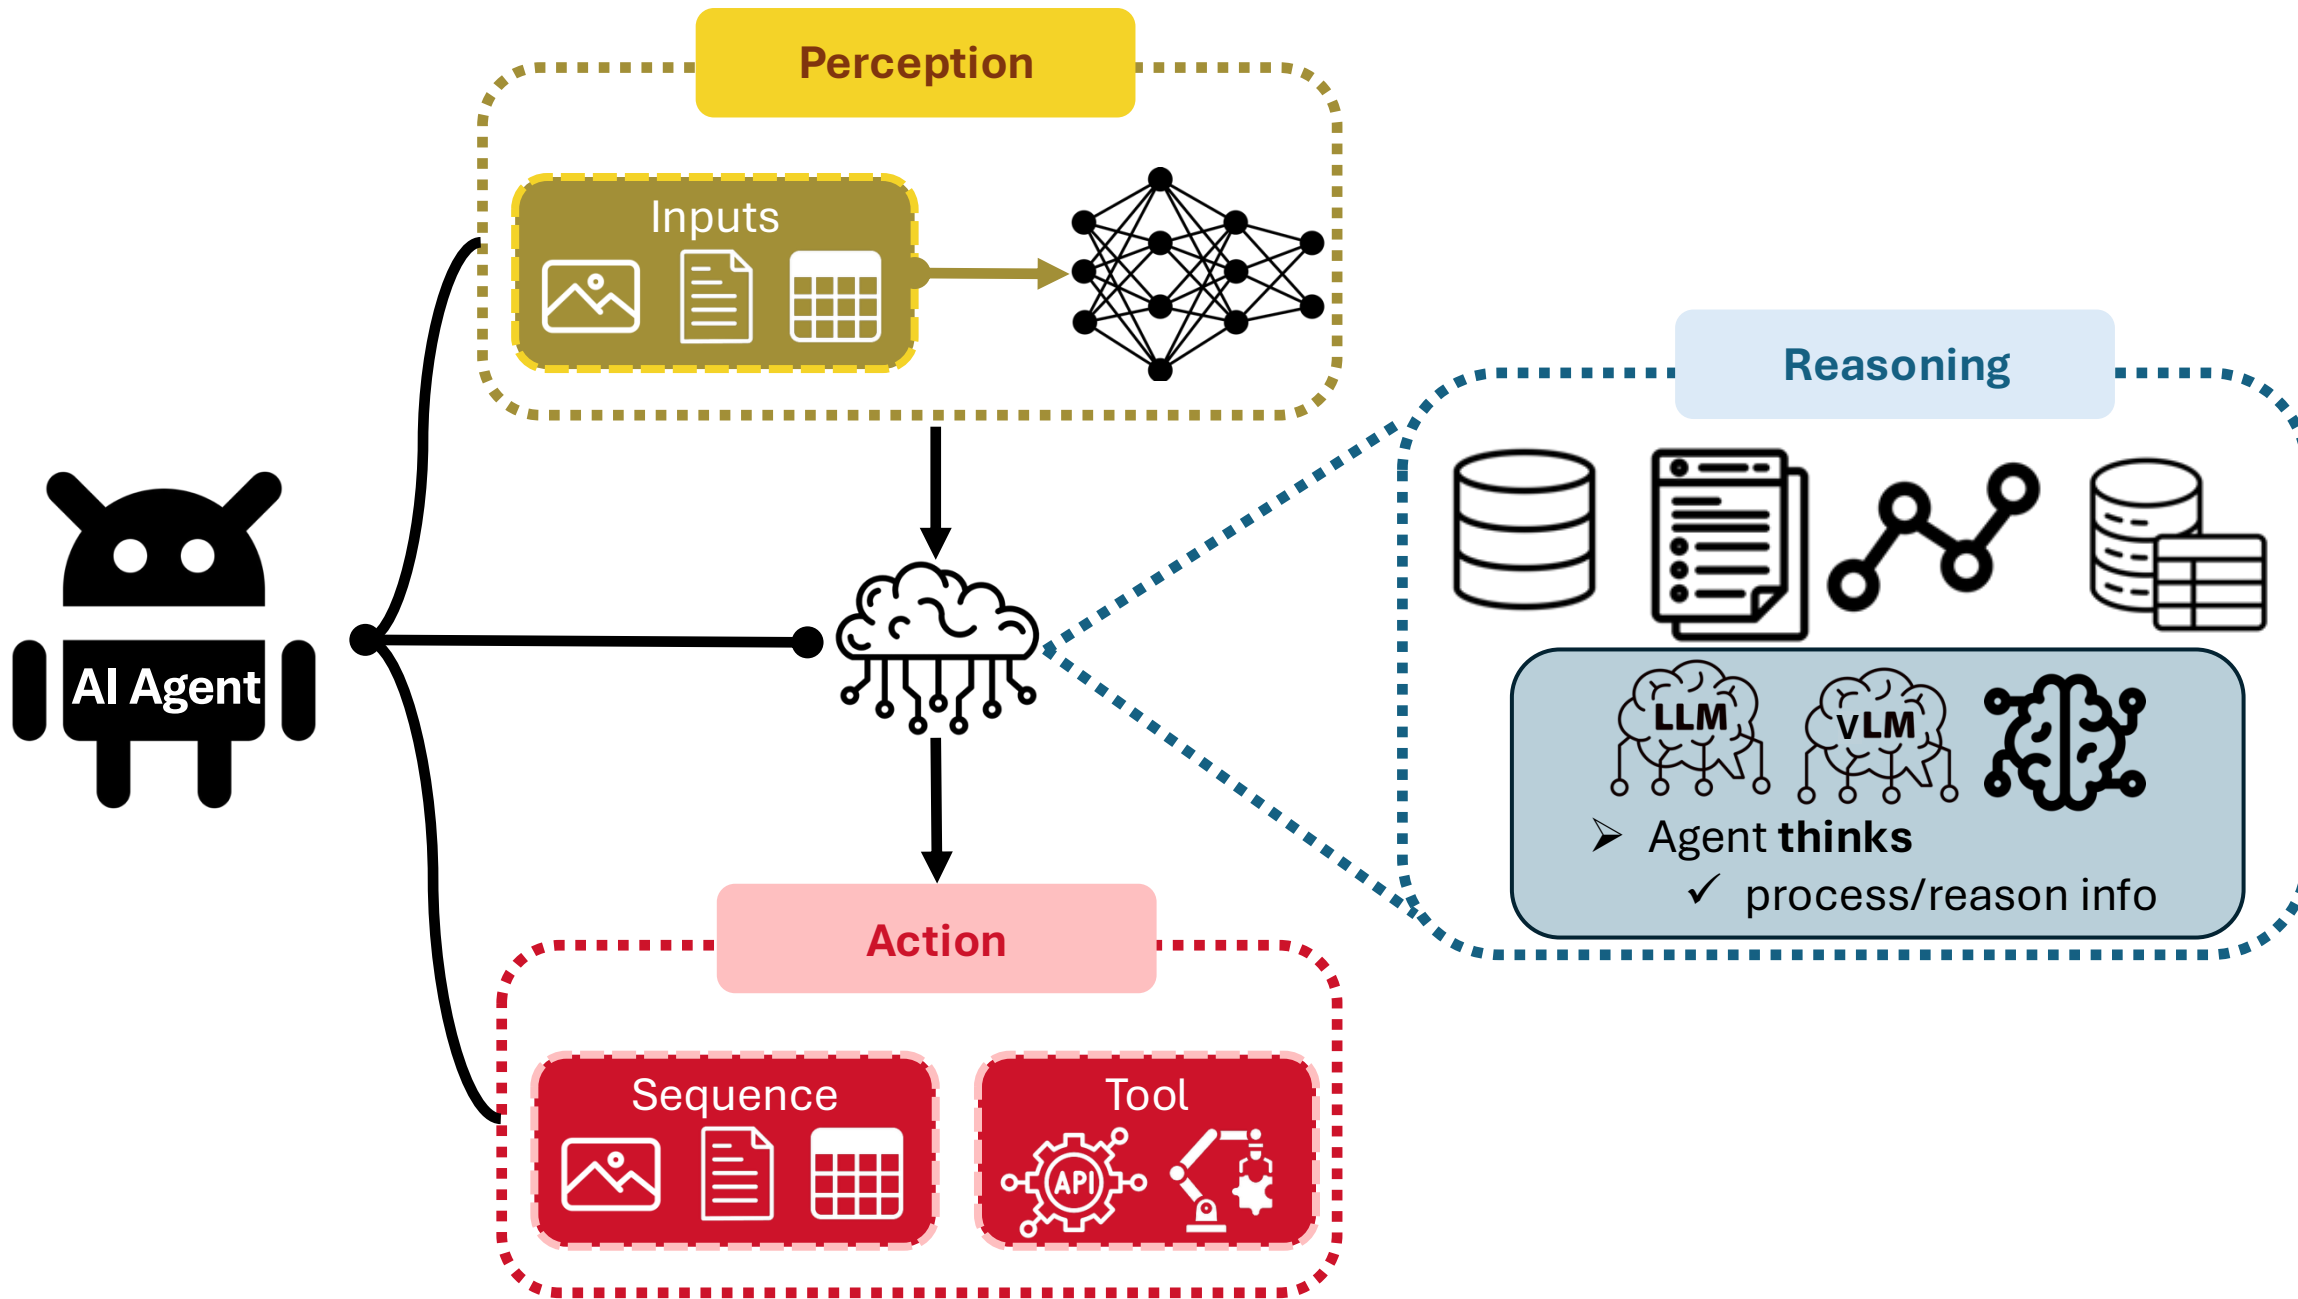 Perception
Inputs
Reasoning
AI Agent
LLM
VLM
➢ Agent thinks
✓ process/reason info
Action
Sequence
Tool
API